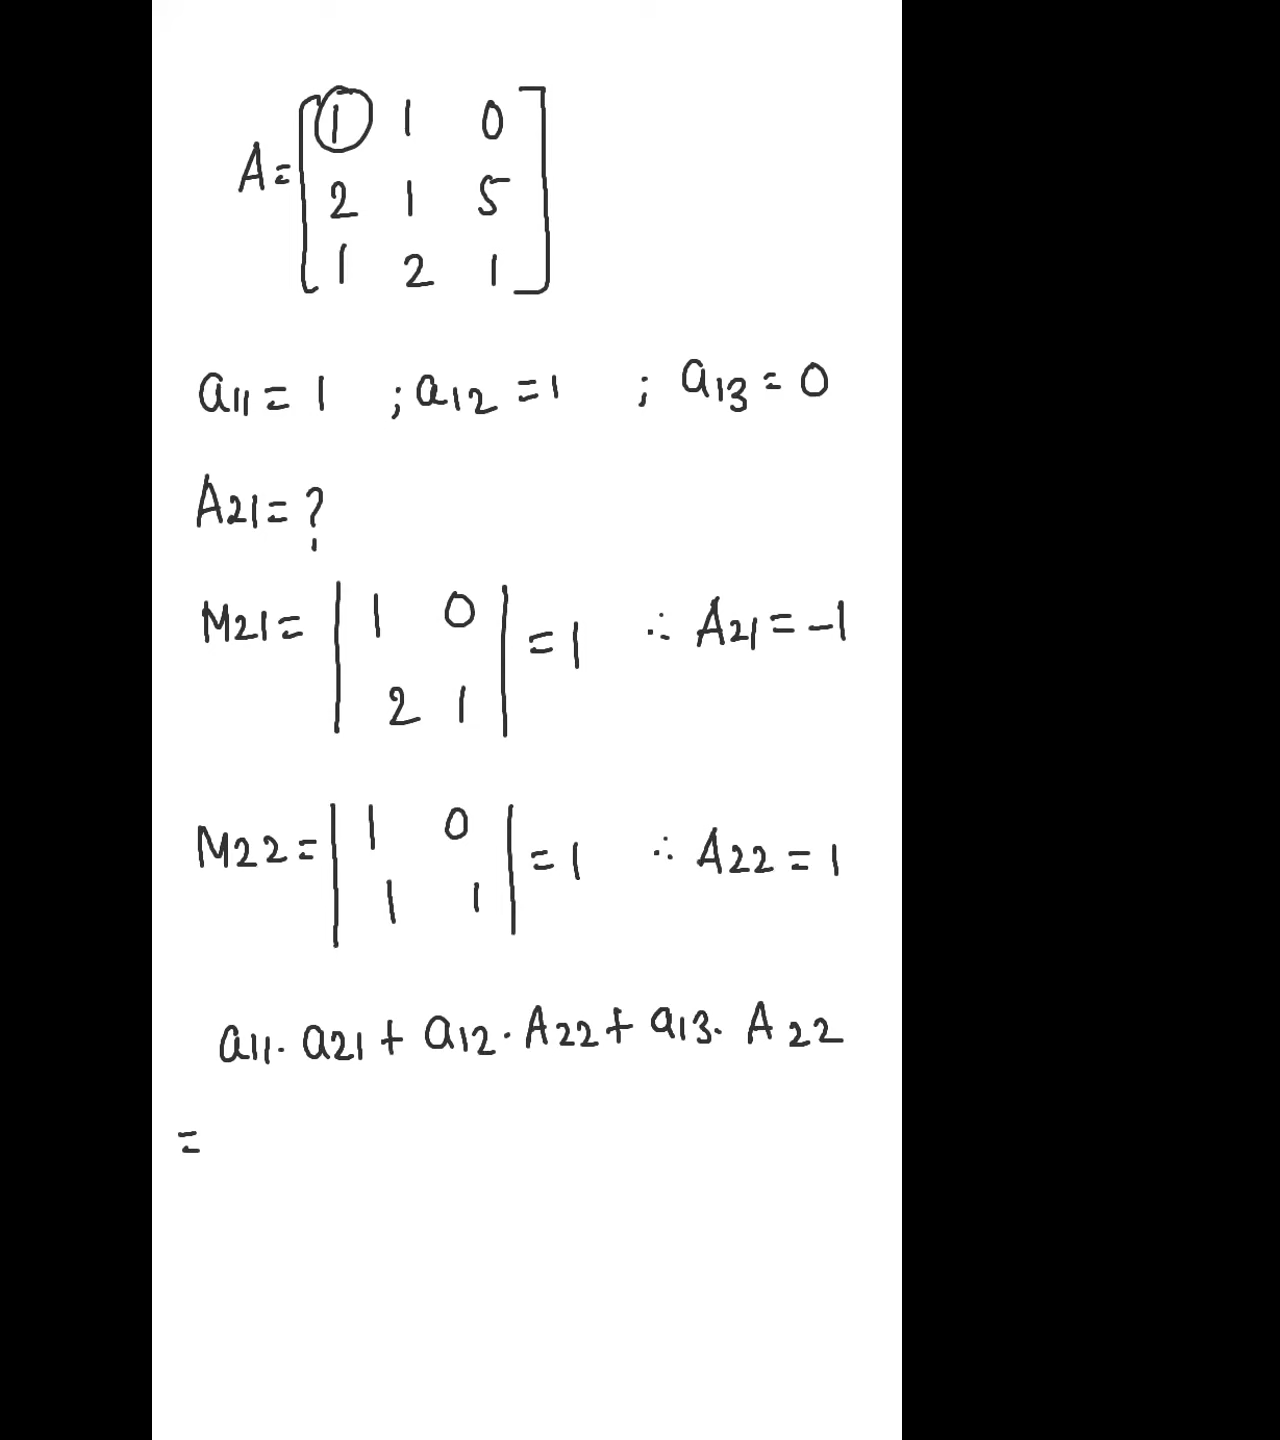 A = [ 1 1 0
2 1 5
1 2 1 ]
a11 = 1 ; a12 = 1 ; a13 = 0
A21 = ?
M21 = | 1 0
2 1 | = 1 ∴ A21 = -1
M22 = | 1 0
1 1 | = 1 ∴ A22 = 1
a11. a21 + a12. A22 + a13. A22
=